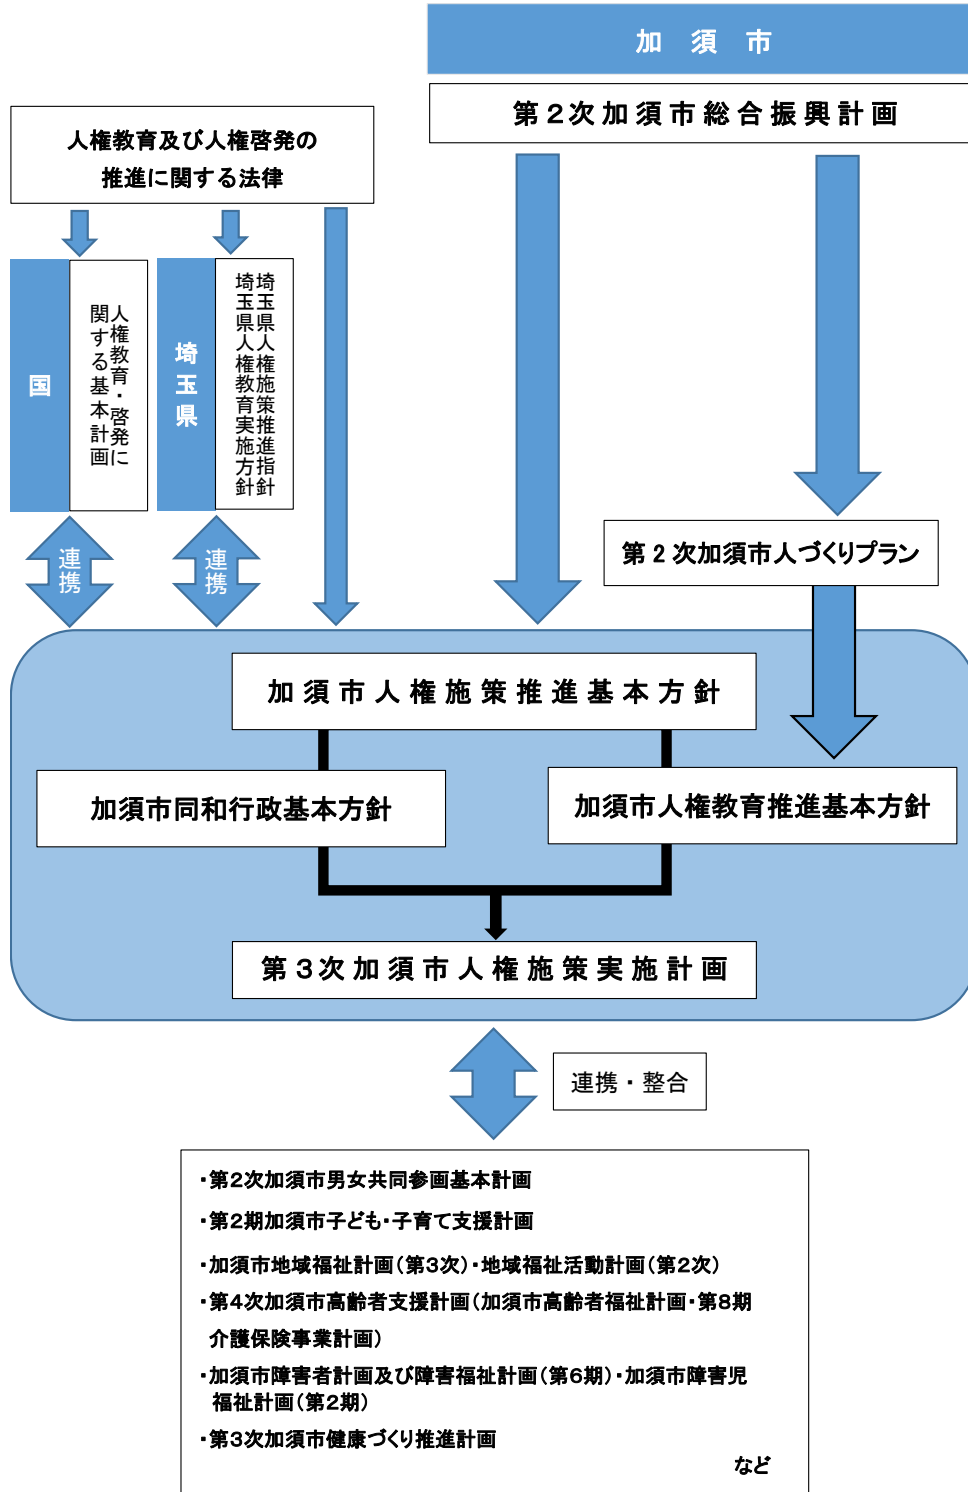 加須市
第2次加須市総合振興計画
人権教育及び人権啓発の
推進に関する法律
国
人権教育・啓発に
関する基本計画
埼玉県
埼玉県人権施策推進指針
埼玉県人権教育実施方針
連携
連携
第2次加須市人づくりプラン
加須市人権施策推進基本方針
加須市同和行政基本方針
加須市人権教育推進基本方針
第3次加須市人権施策実施計画
連携・整合
・第2次加須市男女共同参画基本計画
・第2期加須市子ども・子育て支援計画
・加須市地域福祉計画(第3次)・地域福祉活動計画(第2次)
・第4次加須市高齢者支援計画(加須市高齢者福祉計画・第8期
介護保険事業計画)
・加須市障害者計画及び障害福祉計画(第6期)・加須市障害児
福祉計画(第2期)
・第3次加須市健康づくり推進計画
など